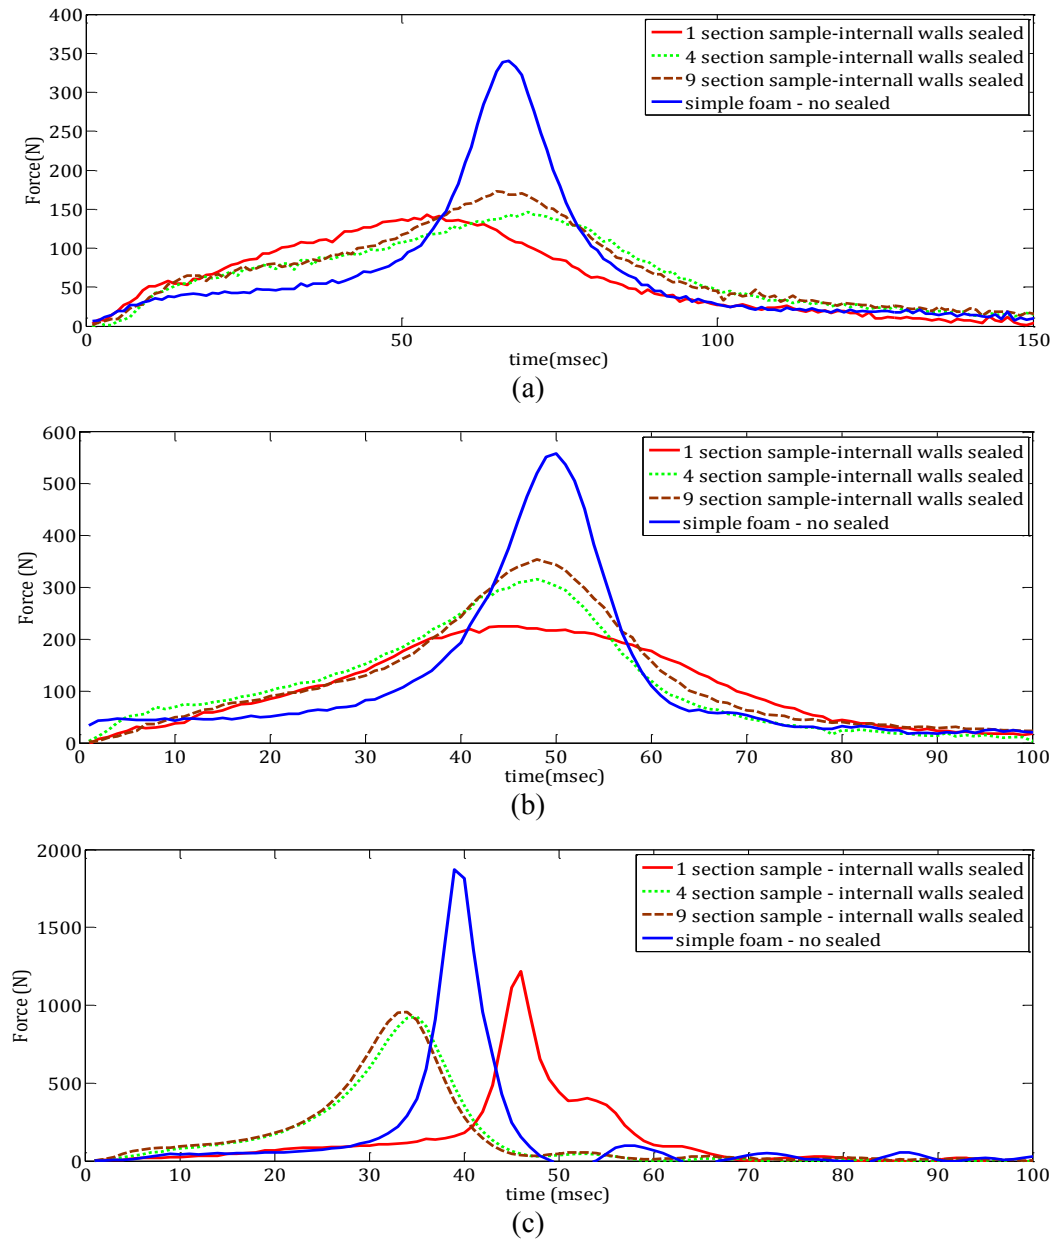 400
350
300
250
200
150
100
50
0
Force(N)
1 section sample-internall walls sealed
4 section sample-internall walls sealed
9 section sample-internall walls sealed
simple foam - no sealed
0 50 100 150
time(msec)
(a)
600
500
400
300
200
100
0
Force (N)
1 section sample-internall walls sealed
4 section sample-internall walls sealed
9 section sample-internall walls sealed
simple foam - no sealed
0 10 20 30 40 50 60 70 80 90 100
time(msec)
(b)
2000
1500
1000
500
0
Force (N)
1 section sample - internall walls sealed
4 section sample - internall walls sealed
9 section sample - internall walls sealed
simple foam - no sealed
0 10 20 30 40 50 60 70 80 90 100
time (msec)
(c)